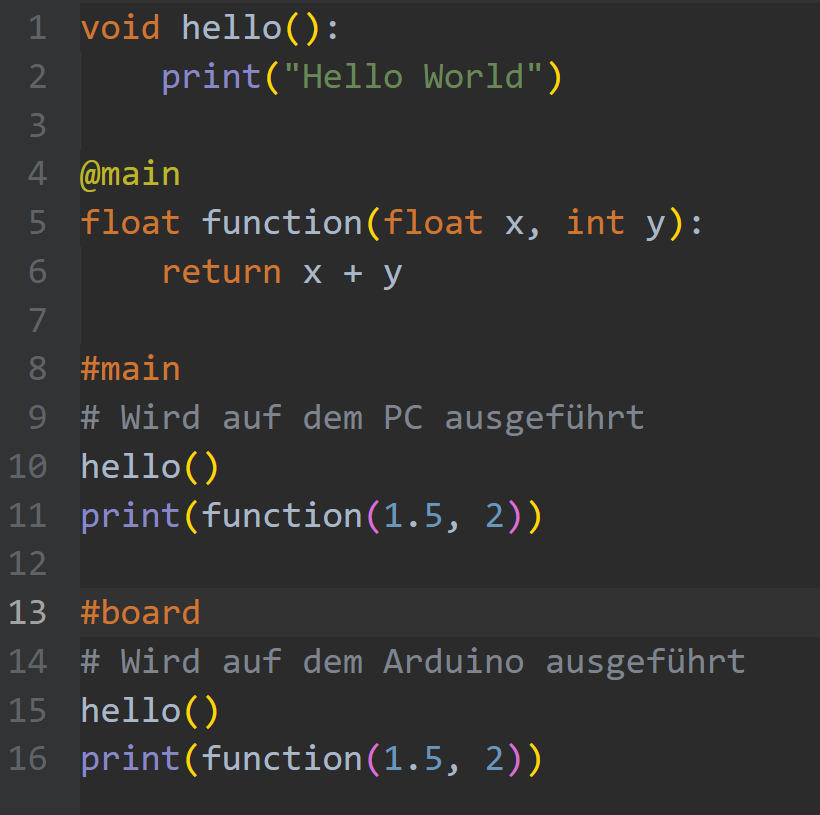 1 void hello():
2     print("Hello World")
3
4 @main
5 float function(float x, int y):
6     return x + y
7
8 #main
9 # Wird auf dem PC ausgeführt
10 hello()
11 print(function(1.5, 2))
12
13 #board
14 # Wird auf dem Arduino ausgeführt
15 hello()
16 print(function(1.5, 2))